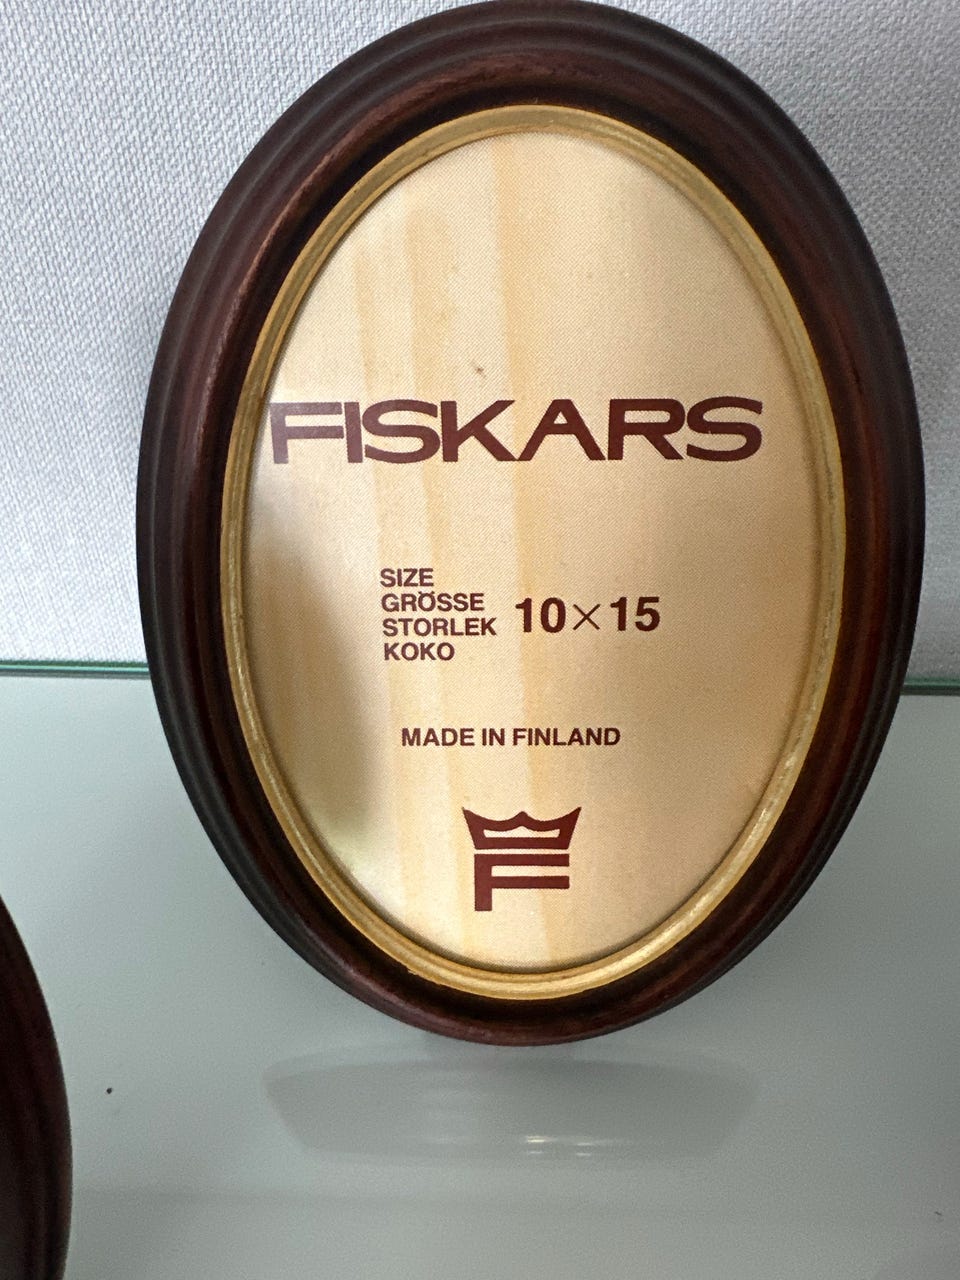 FISKARS
SIZE
GRÖSSE
STORLEK
KOKO
10×15
MADE IN FINLAND
F